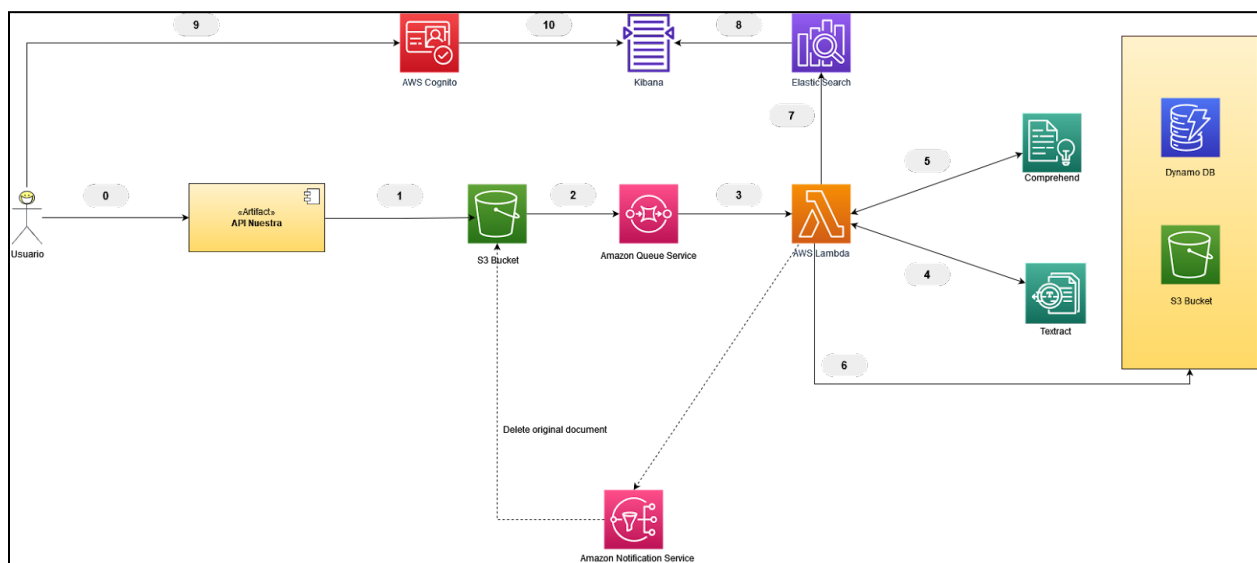 9
10
8
AWS Cognito
Kibana
Elastic Search
7
5
Comprehend
Dynamo DB
0
«Artifact»
API Nuestra
1
2
3
Usuario
S3 Bucket
Amazon Queue Service
AWS Lambda
4
Textract
S3 Bucket
6
Delete original document
Amazon Notification Service